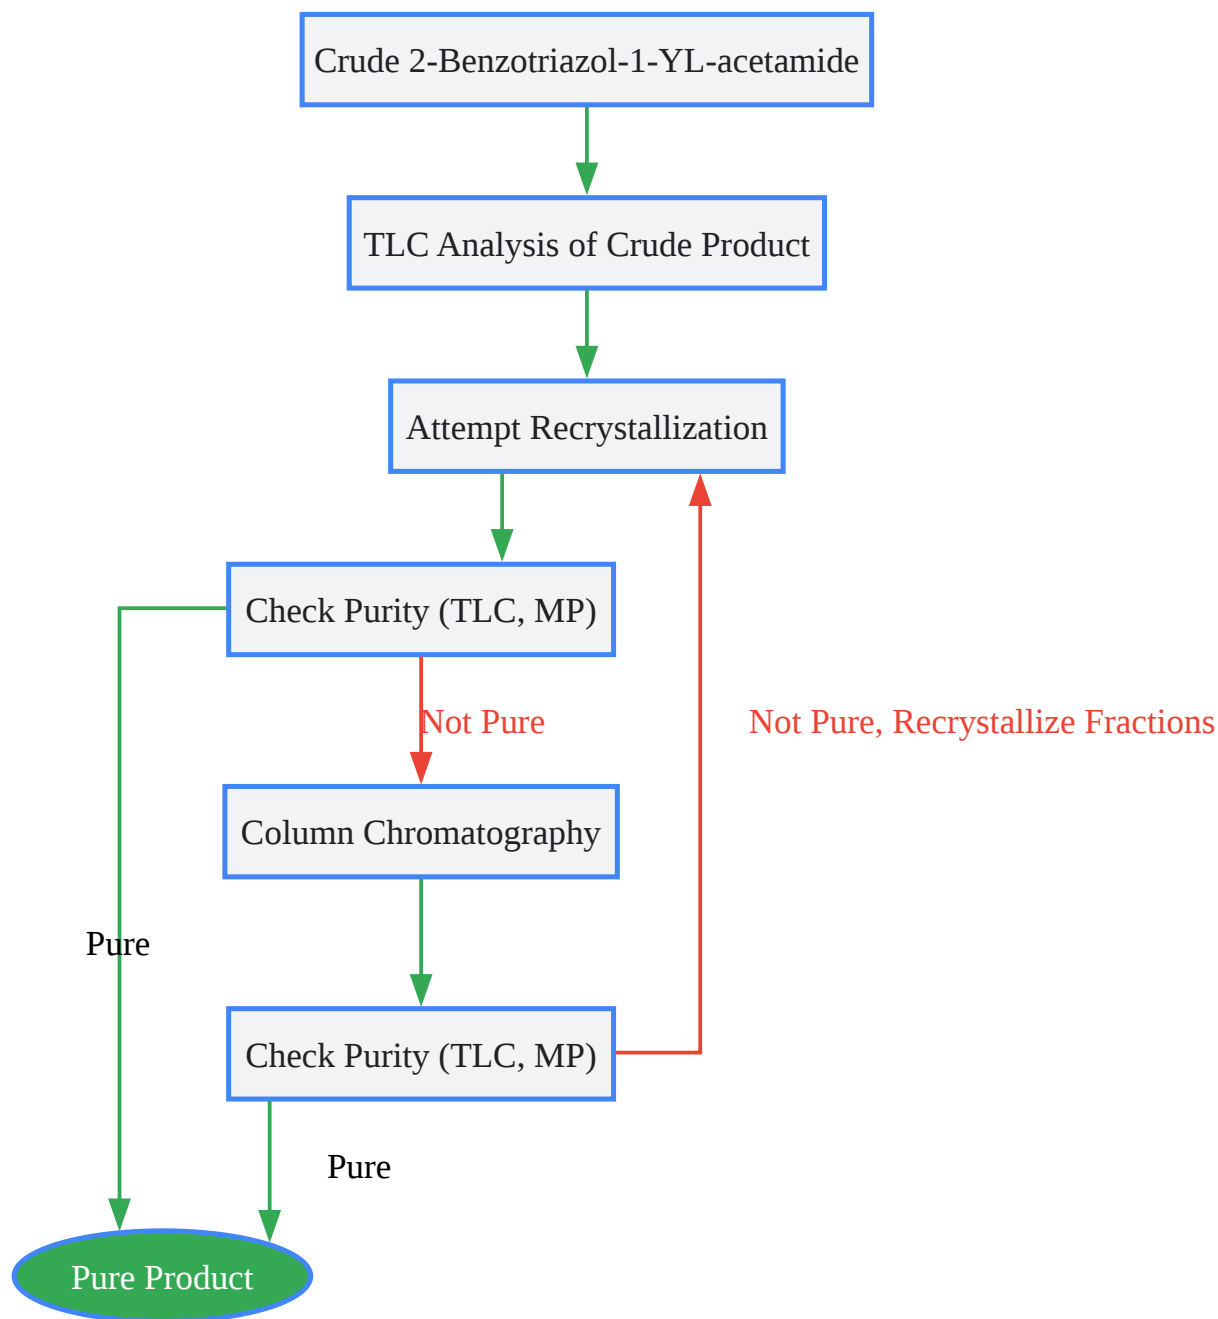 Crude 2-Benzotriazol-1-YL-acetamide
TLC Analysis of Crude Product
Attempt Recrystallization
Check Purity (TLC, MP)
Not Pure
Not Pure, Recrystallize Fractions
Column Chromatography
Pure
Check Purity (TLC, MP)
Pure
Pure Product